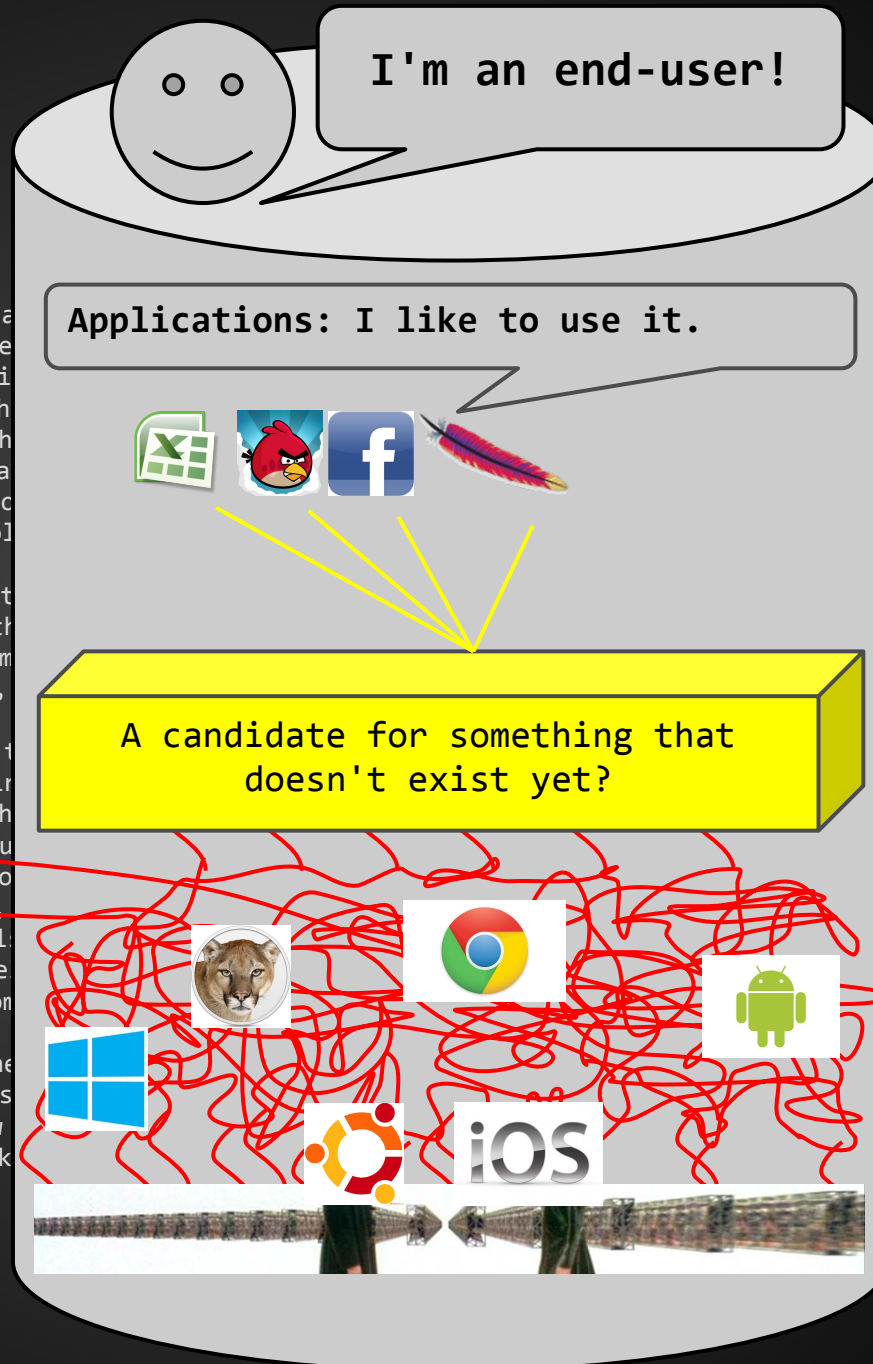 I'm an end-user!
Applications: I like to use it.
A candidate for something that
doesn't exist yet?
iOS